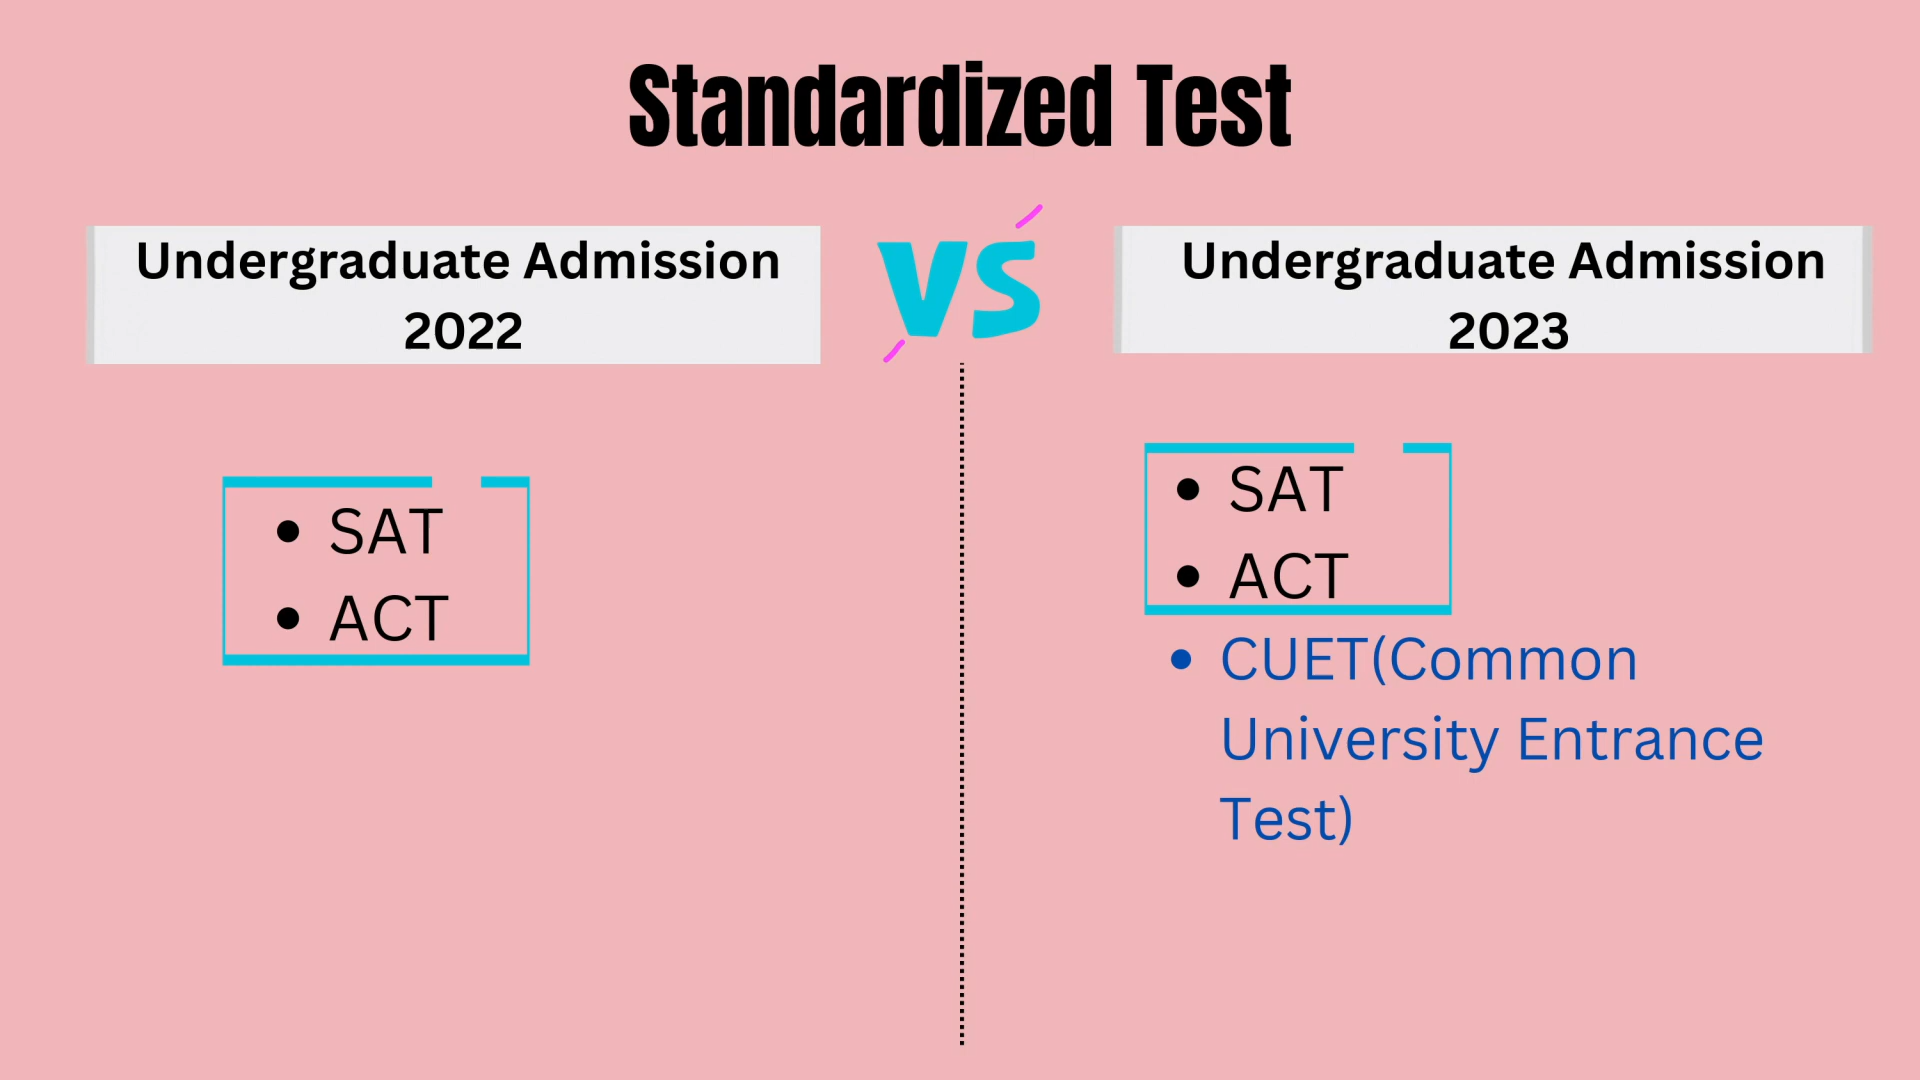 Standardized Test
Undergraduate Admission
2022
VS
Undergraduate Admission
2023
• SAT
• ACT
• SAT
• ACT
• CUET(Common
University Entrance
Test)